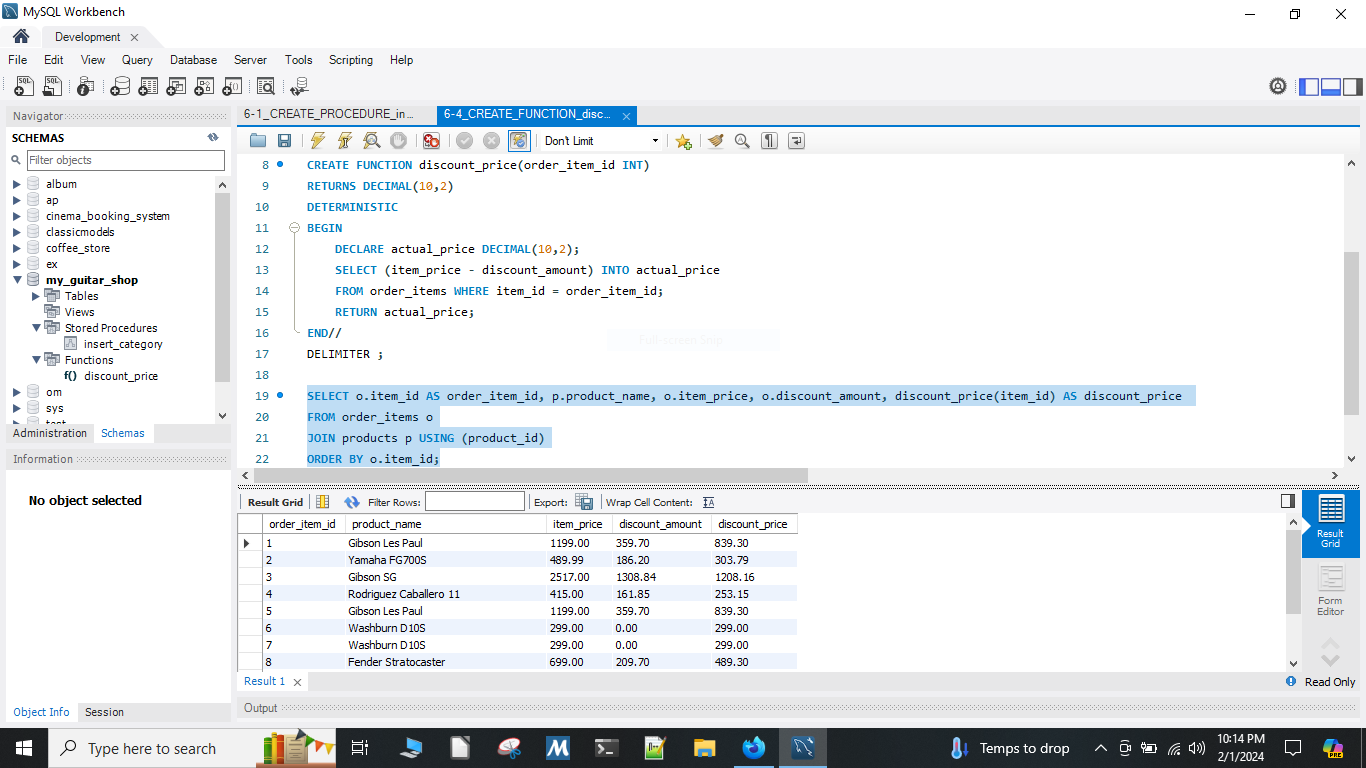 MySQL Workbench
Development
File Edit View Query Database Server Tools Scripting Help
Navigator
SCHEMAS
Filter objects
album
ap
cinema_booking_system
classicmodels
coffee_store
ex
my_guitar_shop
Tables
Views
Stored Procedures
insert_category
Functions
f() discount_price
om
sys
test
Administration Schemas
Information
No object selected
Object Info Session
6-1_CREATE_PROCEDURE_in... 6-4_CREATE_FUNCTION_disc...
Don't Limit
8 CREATE FUNCTION discount_price(order_item_id INT)
9 RETURNS DECIMAL(10,2)
10 DETERMINISTIC
11 BEGIN
12 DECLARE actual_price DECIMAL(10,2);
13 SELECT (item_price - discount_amount) INTO actual_price
14 FROM order_items WHERE item_id = order_item_id;
15 RETURN actual_price;
16 END//
17 DELIMITER ;
18
19 SELECT o.item_id AS order_item_id, p.product_name, o.item_price, o.discount_amount, discount_price(item_id) AS discount_price
20 FROM order_items o
21 JOIN products p USING (product_id)
22 ORDER BY o.item_id;
Full-screen Snip
Result Grid Filter Rows: Export: Wrap Cell Content:
order_item_id product_name item_price discount_amount discount_price
1 Gibson Les Paul 1199.00 359.70 839.30
2 Yamaha FG700S 489.99 186.20 303.79
3 Gibson SG 2517.00 1308.84 1208.16
4 Rodriguez Caballero 11 415.00 161.85 253.15
5 Gibson Les Paul 1199.00 359.70 839.30
6 Washburn D10S 299.00 0.00 299.00
7 Washburn D10S 299.00 0.00 299.00
8 Fender Stratocaster 699.00 209.70 489.30
Result
Grid
Form
Editor
Result 1
Read Only
Output
Type here to search
Temps to drop
10:14 PM
2/1/2024